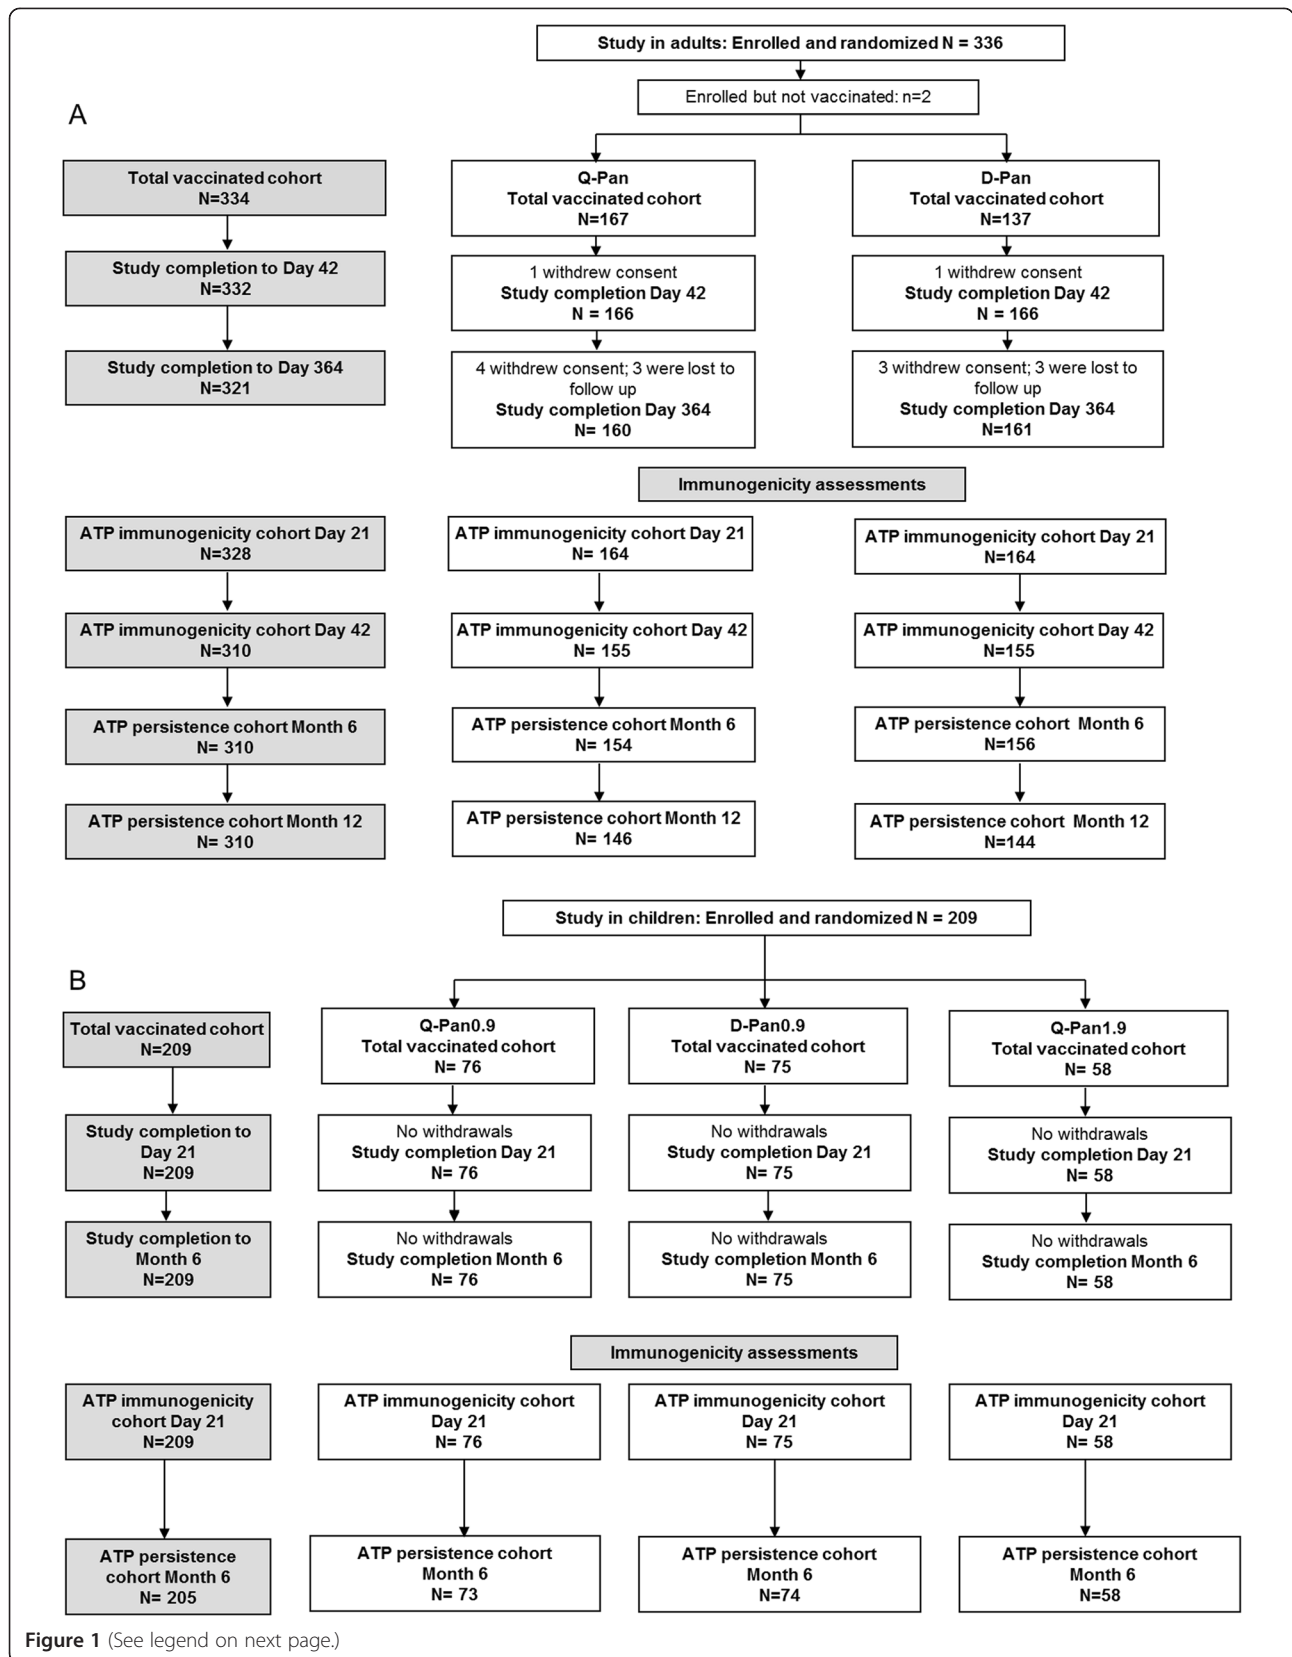 Study in adults: Enrolled and randomized N = 336
Enrolled but not vaccinated: n=2
A
Total vaccinated cohort
N=334
Q-Pan
Total vaccinated cohort
N=167
D-Pan
Total vaccinated cohort
N=137
Study completion to Day 42
N=332
1 withdrew consent
Study completion Day 42
N = 166
1 withdrew consent
Study completion Day 42
N = 166
Study completion to Day 364
N=321
4 withdrew consent; 3 were lost to
follow up
Study completion Day 364
N= 160
3 withdrew consent; 3 were lost to
follow up
Study completion Day 364
N=161
Immunogenicity assessments
ATP immunogenicity cohort Day 21
N=328
ATP immunogenicity cohort Day 21
N= 164
ATP immunogenicity cohort Day 21
N=164
ATP immunogenicity cohort Day 42
N=310
ATP immunogenicity cohort Day 42
N= 155
ATP immunogenicity cohort Day 42
N=155
ATP persistence cohort Month 6
N= 310
ATP persistence cohort Month 6
N= 154
ATP persistence cohort Month 6
N=156
ATP persistence cohort Month 12
N= 310
ATP persistence cohort Month 12
N= 146
ATP persistence cohort Month 12
N=144
Study in children: Enrolled and randomized N = 209
B
Total vaccinated cohort
N=209
Q-Pan0.9
Total vaccinated cohort
N= 76
D-Pan0.9
Total vaccinated cohort
N= 75
Q-Pan1.9
Total vaccinated cohort
N= 58
Study completion to
Day 21
N=209
No withdrawals
Study completion Day 21
N= 76
No withdrawals
Study completion Day 21
N= 75
No withdrawals
Study completion Day 21
N= 58
Study completion to
Month 6
N=209
No withdrawals
Study completion Month 6
N= 76
No withdrawals
Study completion Month 6
N= 75
No withdrawals
Study completion Month 6
N= 58
Immunogenicity assessments
ATP immunogenicity
cohort Day 21
N=209
ATP immunogenicity cohort
Day 21
N= 76
ATP immunogenicity cohort
Day 21
N= 75
ATP immunogenicity cohort
Day 21
N= 58
ATP persistence
cohort Month 6
N= 205
ATP persistence cohort
Month 6
N= 73
ATP persistence cohort
Month 6
N=74
ATP persistence cohort
Month 6
N=58
Figure 1 (See legend on next page.)